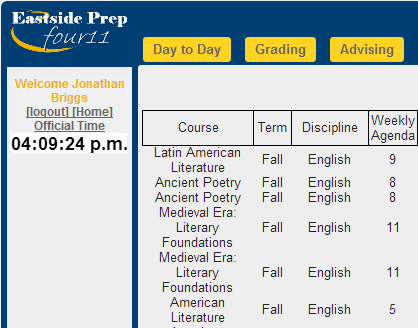 Eastside Prep
four11
Day to Day Grading Advising
Welcome Jonathan
Briggs
[logout] [Home]
Official Time
04:09:24 p.m.
Course Term Discipline Weekly Agenda
Latin American Literature Fall English 9
Ancient Poetry Fall English 8
Ancient Poetry Fall English 8
Medieval Era: Literary Foundations Fall English 11
Medieval Era: Literary Foundations Fall English 11
American Literature Fall English 5